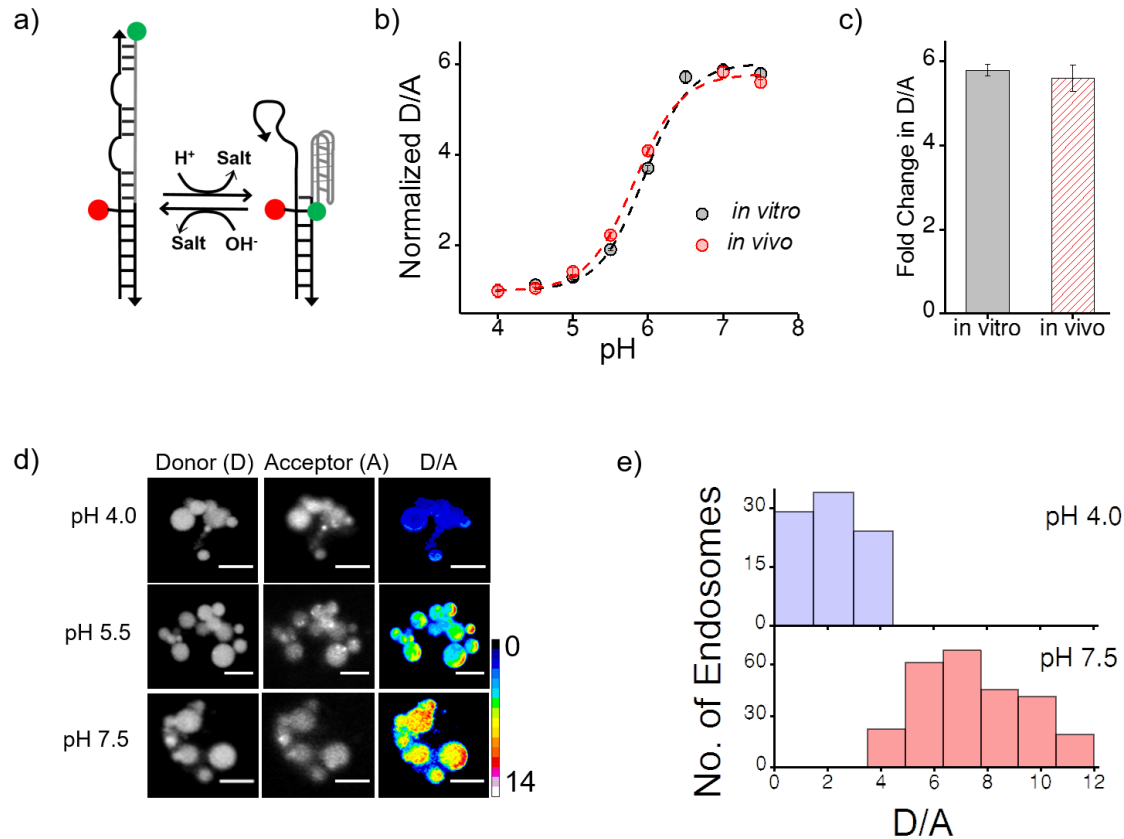 a)
H⁺ Salt
Salt OH⁻
b)
Normalized D/A
6
4
2
in vitro
in vivo
4 5 6 7 8
pH
c)
Fold Change in D/A
6
4
2
0
in vitro in vivo
d)
Donor (D) Acceptor (A) D/A
pH 4.0
pH 5.5
pH 7.5
0
14
e)
No. of Endosomes
30
15
0
pH 4.0
60
30
0
pH 7.5
0 2 4 6 8 10 12
D/A